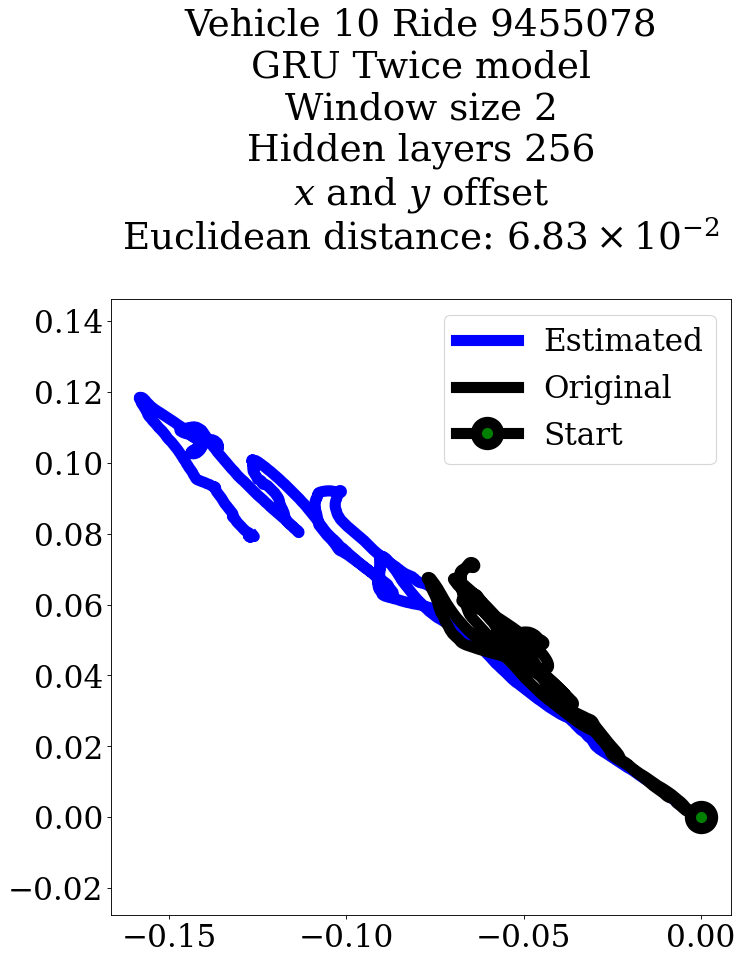 Vehicle 10 Ride 9455078
GRU Twice model
Window size 2
Hidden layers 256
x and y offset
Euclidean distance: 6.83 × 10⁻²
Estimated
Original
Start
0.14
0.12
0.10
0.08
0.06
0.04
0.02
0.00
−0.02
−0.15 −0.10 −0.05 0.00